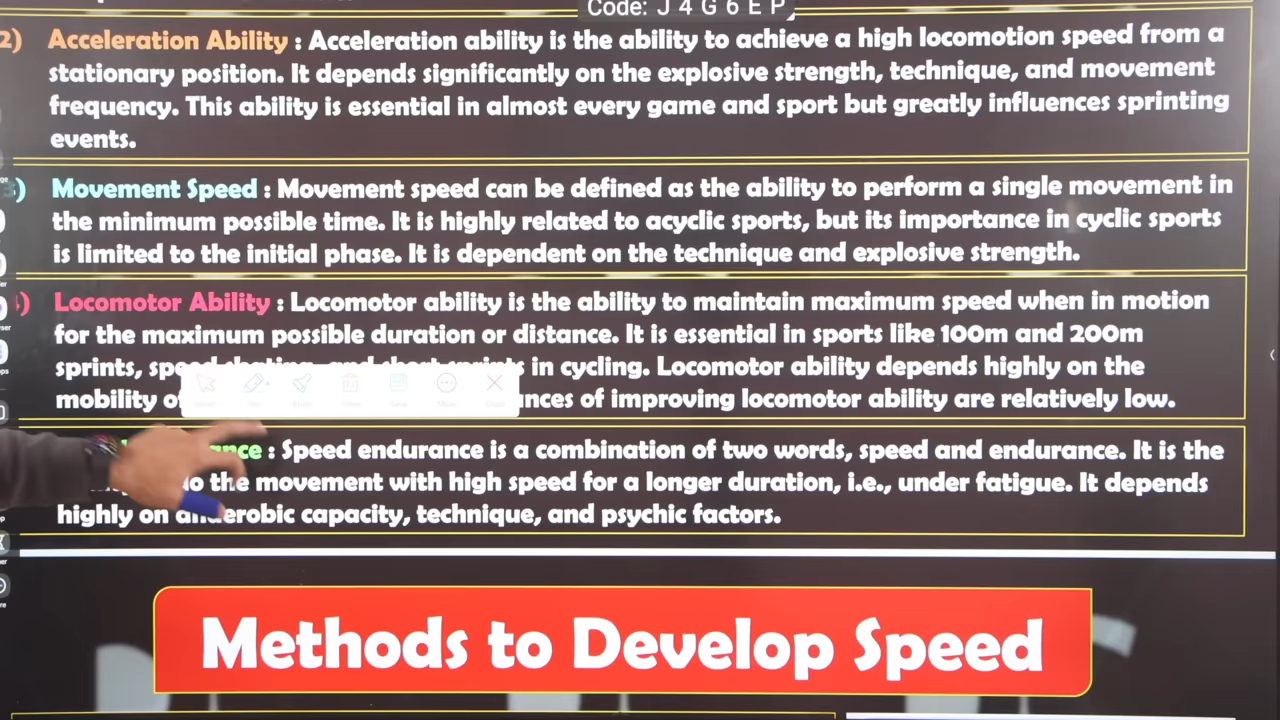 Code: J 4 G 6 E P
2) Acceleration Ability : Acceleration ability is the ability to achieve a high locomotion speed from a
stationary position. It depends significantly on the explosive strength, technique, and movement
frequency. This ability is essential in almost every game and sport but greatly influences sprinting
events.
3) Movement Speed : Movement speed can be defined as the ability to perform a single movement in
the minimum possible time. It is highly related to acyclic sports, but its importance in cyclic sports
is limited to the initial phase. It is dependent on the technique and explosive strength.
) Locomotor Ability : Locomotor ability is the ability to maintain maximum speed when in motion
for the maximum possible duration or distance. It is essential in sports like 100m and 200m
sprints, speed skating, and short sprints in cycling. Locomotor ability depends highly on the
mobility of improving locomotor ability are relatively low.
: Speed endurance is a combination of two words, speed and endurance. It is the
the movement with high speed for a longer duration, i.e., under fatigue. It depends
highly on anaerobic capacity, technique, and psychic factors.
Methods to Develop Speed